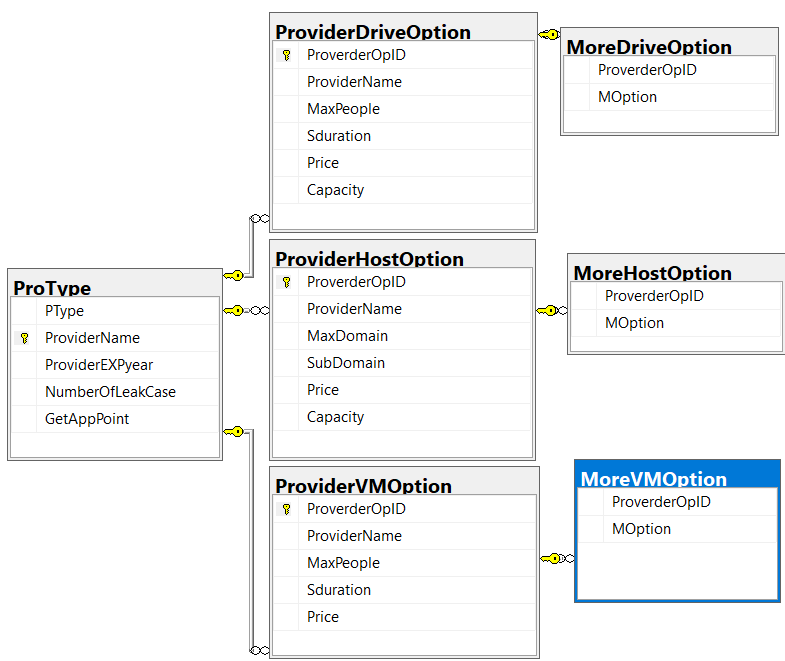 ProviderDriveOption
ProverderOpID
ProviderName
MaxPeople
Sduration
Price
Capacity
MoreDriveOption
ProverderOpID
MOption
ProType
PType
ProviderName
ProviderEXPyear
NumberOfLeakCase
GetAppPoint
ProviderHostOption
ProverderOpID
ProviderName
MaxDomain
SubDomain
Price
Capacity
MoreHostOption
ProverderOpID
MOption
ProviderVMOption
ProverderOpID
ProviderName
MaxPeople
Sduration
Price
MoreVMOption
ProverderOpID
MOption